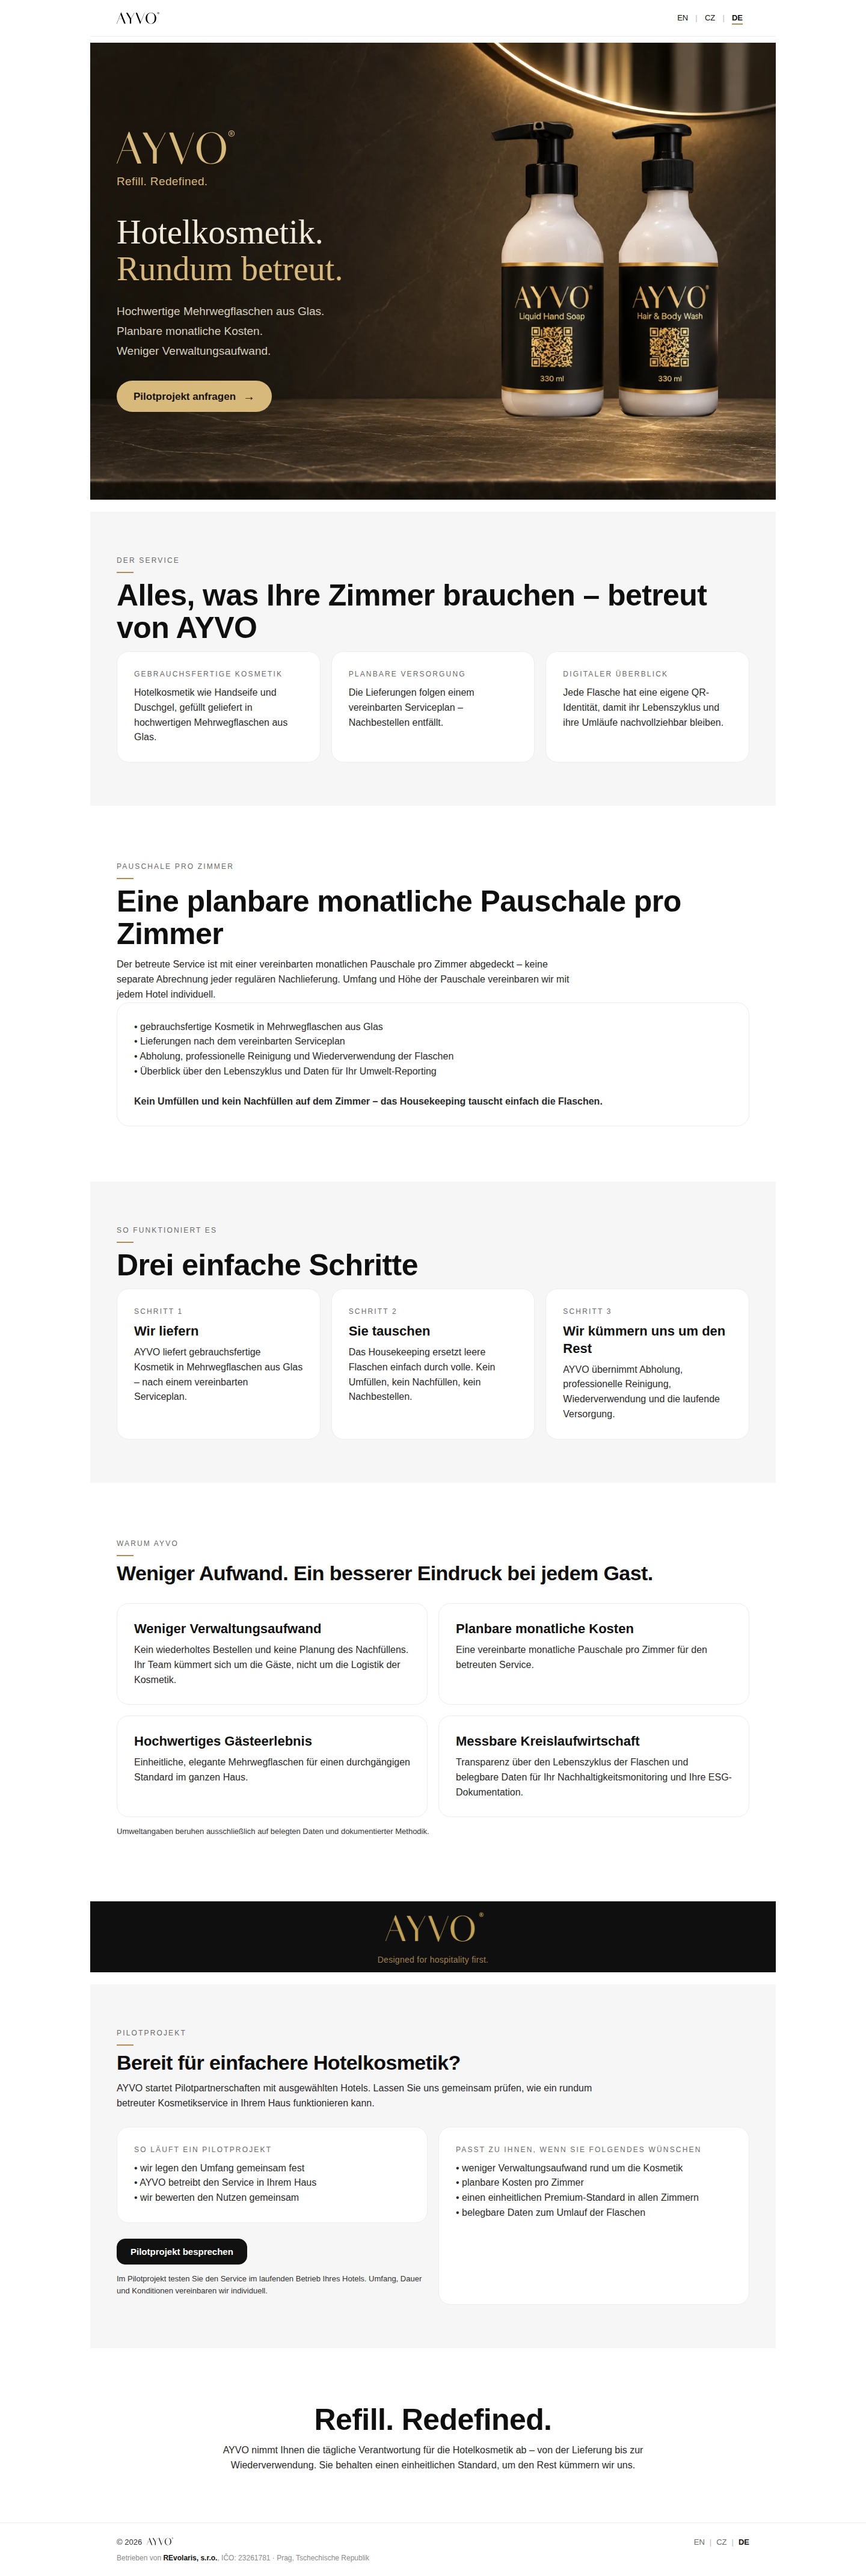 AYVO®
EN | CZ | DE
AYVO®
Refill. Redefined.
Hotelkosmetik.
Rundum betreut.
Hochwertige Mehrwegflaschen aus Glas.
Planbare monatliche Kosten.
Weniger Verwaltungsaufwand.
Pilotprojekt anfragen →
AYVO®
Liquid Hand Soap
330 ml
AYVO®
Hair & Body Wash
330 ml
DER SERVICE
Alles, was Ihre Zimmer brauchen – betreut
von AYVO
GEBRAUCHSFERTIGE KOSMETIK
Hotelkosmetik wie Handseife und
Duschgel, gefüllt geliefert in
hochwertigen Mehrwegflaschen aus
Glas.
PLANBARE VERSORGUNG
Die Lieferungen folgen einem
vereinbarten Serviceplan –
Nachbestellen entfällt.
DIGITALER ÜBERBLICK
Jede Flasche hat eine eigene QR-
Identität, damit ihr Lebenszyklus und
ihre Umläufe nachvollziehbar bleiben.
PAUSCHALE PRO ZIMMER
Eine planbare monatliche Pauschale pro
Zimmer
Der betreute Service ist mit einer vereinbarten monatlichen Pauschale pro Zimmer abgedeckt – keine
separate Abrechnung jeder regulären Nachlieferung. Umfang und Höhe der Pauschale vereinbaren wir mit
jedem Hotel individuell.
• gebrauchsfertige Kosmetik in Mehrwegflaschen aus Glas
• Lieferungen nach dem vereinbarten Serviceplan
• Abholung, professionelle Reinigung und Wiederverwendung der Flaschen
• Überblick über den Lebenszyklus und Daten für Ihr Umwelt-Reporting
Kein Umfüllen und kein Nachfüllen auf dem Zimmer – das Housekeeping tauscht einfach die Flaschen.
SO FUNKTIONIERT ES
Drei einfache Schritte
SCHRITT 1
Wir liefern
AYVO liefert gebrauchsfertige
Kosmetik in Mehrwegflaschen aus Glas
– nach einem vereinbarten
Serviceplan.
SCHRITT 2
Sie tauschen
Das Housekeeping ersetzt leere
Flaschen einfach durch volle. Kein
Umfüllen, kein Nachfüllen, kein
Nachbestellen.
SCHRITT 3
Wir kümmern uns um den
Rest
AYVO übernimmt Abholung,
professionelle Reinigung,
Wiederverwendung und die laufende
Versorgung.
WARUM AYVO
Weniger Aufwand. Ein besserer Eindruck bei jedem Gast.
Weniger Verwaltungsaufwand
Kein wiederholtes Bestellen und keine Planung des Nachfüllens.
Ihr Team kümmert sich um die Gäste, nicht um die Logistik der
Kosmetik.
Planbare monatliche Kosten
Eine vereinbarte monatliche Pauschale pro Zimmer für den
betreuten Service.
Hochwertiges Gästeerlebnis
Einheitliche, elegante Mehrwegflaschen für einen durchgängigen
Standard im ganzen Haus.
Messbare Kreislaufwirtschaft
Transparenz über den Lebenszyklus der Flaschen und
belegbare Daten für Ihr Nachhaltigkeitsmonitoring und Ihre ESG-
Dokumentation.
Umweltangaben beruhen ausschließlich auf belegten Daten und dokumentierter Methodik.
AYVO®
Designed for hospitality first.
PILOTPROJEKT
Bereit für einfachere Hotelkosmetik?
AYVO startet Pilotpartnerschaften mit ausgewählten Hotels. Lassen Sie uns gemeinsam prüfen, wie ein rundum
betreuter Kosmetikservice in Ihrem Haus funktionieren kann.
SO LÄUFT EIN PILOTPROJEKT
• wir legen den Umfang gemeinsam fest
• AYVO betreibt den Service in Ihrem Haus
• wir bewerten den Nutzen gemeinsam
Pilotprojekt besprechen
Im Pilotprojekt testen Sie den Service im laufenden Betrieb Ihres Hotels. Umfang, Dauer
und Konditionen vereinbaren wir individuell.
PASST ZU IHNEN, WENN SIE FOLGENDES WÜNSCHEN
• weniger Verwaltungsaufwand rund um die Kosmetik
• planbare Kosten pro Zimmer
• einen einheitlichen Premium-Standard in allen Zimmern
• belegbare Daten zum Umlauf der Flaschen
Refill. Redefined.
AYVO nimmt Ihnen die tägliche Verantwortung für die Hotelkosmetik ab – von der Lieferung bis zur
Wiederverwendung. Sie behalten einen einheitlichen Standard, um den Rest kümmern wir uns.
© 2026 AYVO®
EN | CZ | DE
Betrieben von REvolaris, s.r.o., IČO: 23261781 · Prag, Tschechische Republik